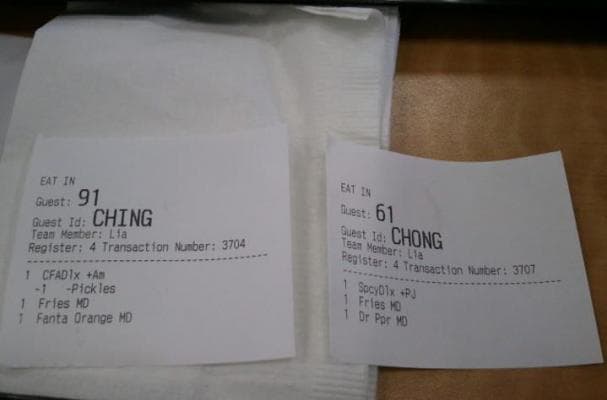 EAT IN
Guest: 91
Guest Id: CHING
Team Member: Lia
Register: 4 Transaction Number: 3704
1 CFADlx +Am
-1 -Pickles
1 Fries MD
1 Fanta Orange MD
EAT IN
Guest: 61
Guest Id: CHONG
Team Member: Lia
Register: 4 Transaction Number: 3707
1 SpcyDlx +PJ
1 Fries MD
1 Dr Ppr MD